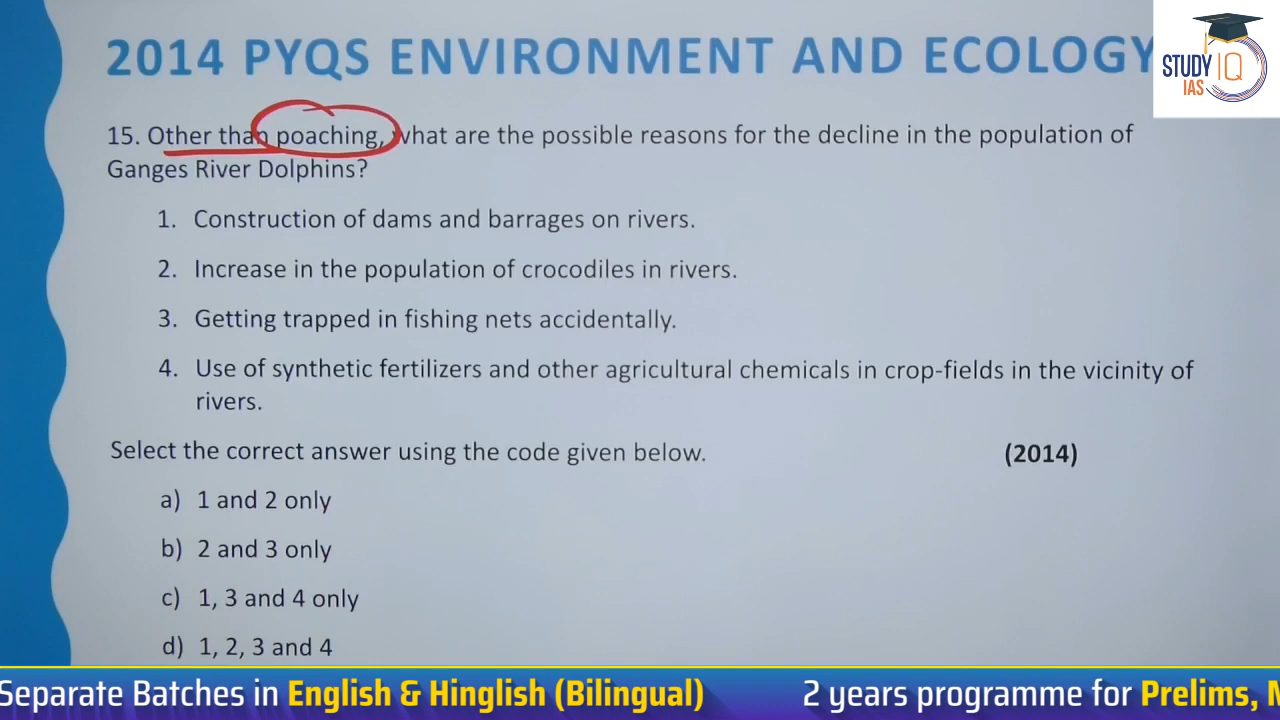 2014 PYQS ENVIRONMENT AND ECOLOGY
STUDY IQ
IAS
15. Other than poaching, what are the possible reasons for the decline in the population of
Ganges River Dolphins?
1. Construction of dams and barrages on rivers.
2. Increase in the population of crocodiles in rivers.
3. Getting trapped in fishing nets accidentally.
4. Use of synthetic fertilizers and other agricultural chemicals in crop-fields in the vicinity of
rivers.
Select the correct answer using the code given below. (2014)
a) 1 and 2 only
b) 2 and 3 only
c) 1, 3 and 4 only
d) 1, 2, 3 and 4
Separate Batches in English & Hinglish (Bilingual) 2 years programme for Prelims,